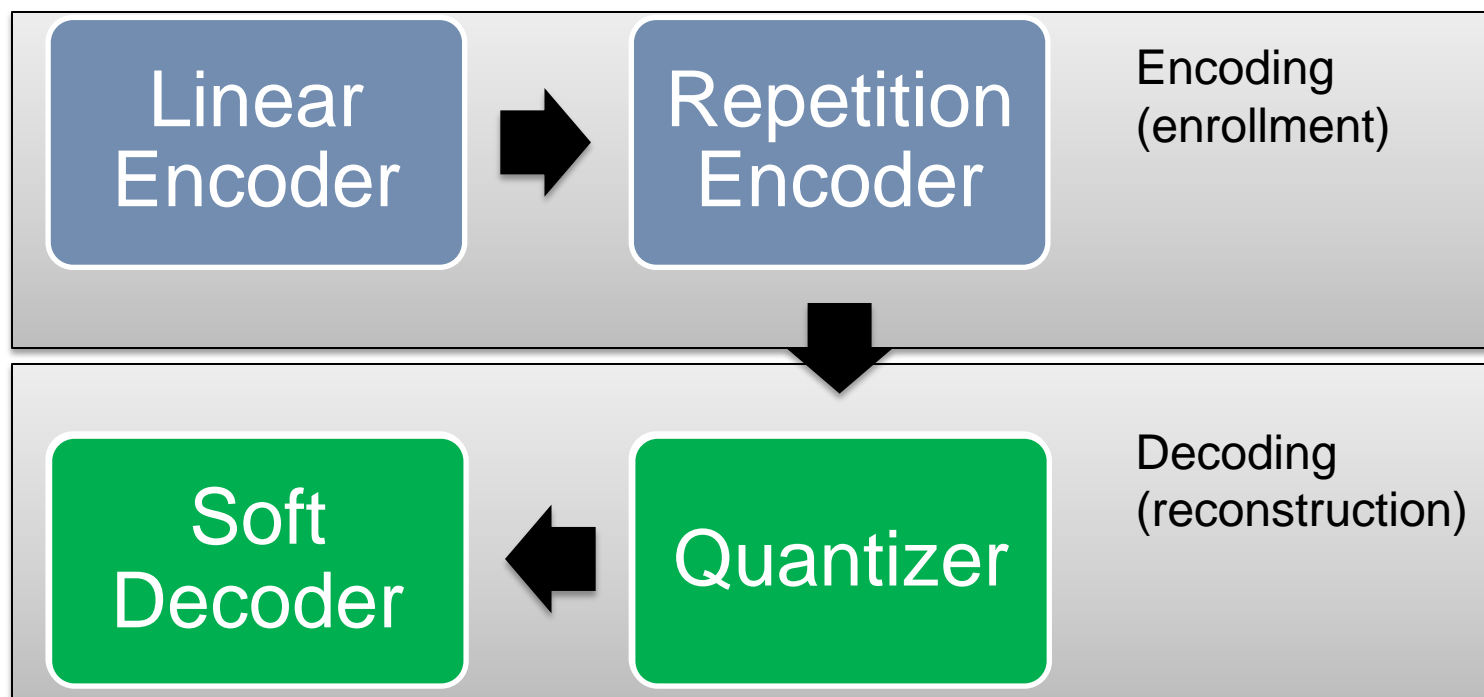 Linear
Encoder
Repetition
Encoder
Encoding
(enrollment)
Soft
Decoder
Quantizer
Decoding
(reconstruction)